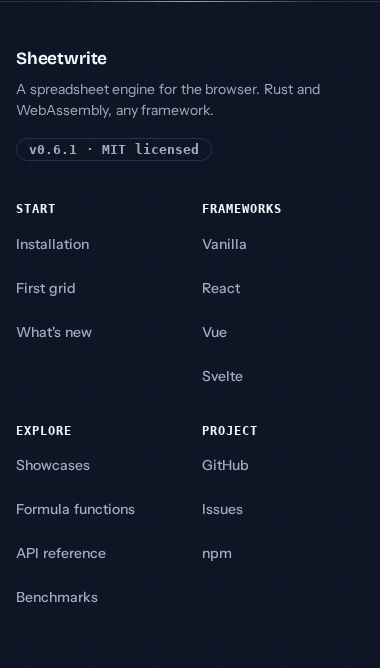 Sheetwrite
A spreadsheet engine for the browser. Rust and
WebAssembly, any framework.
v0.6.1 · MIT licensed
START
Installation
First grid
What's new
FRAMEWORKS
Vanilla
React
Vue
Svelte
EXPLORE
Showcases
Formula functions
API reference
Benchmarks
PROJECT
GitHub
Issues
npm